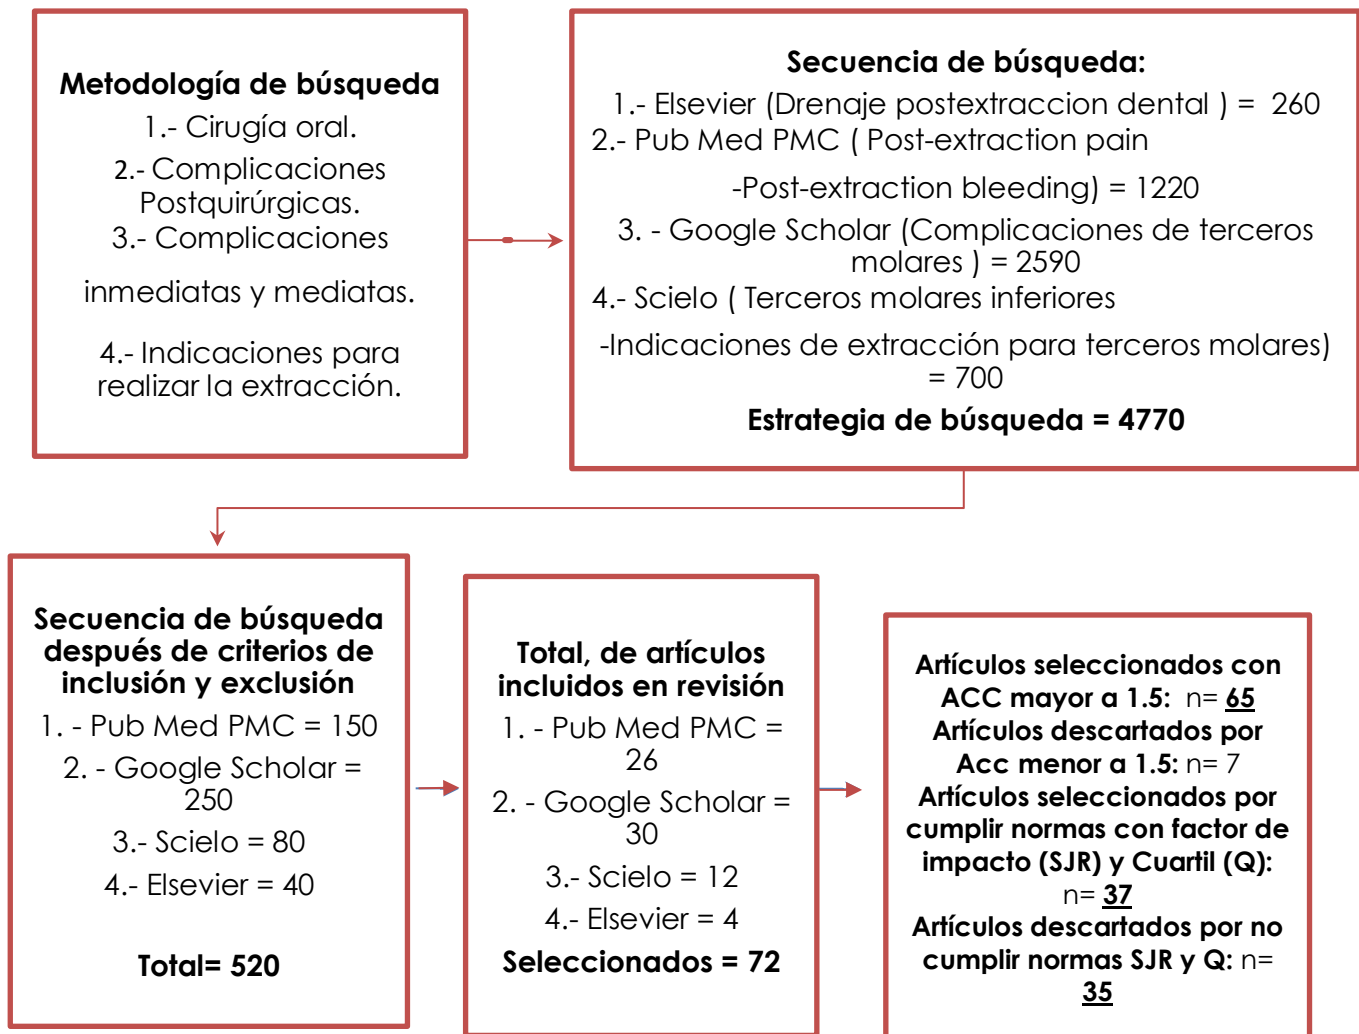 Metodología de búsqueda
1.- Cirugía oral.
2.- Complicaciones
Postquirúrgicas.
3.- Complicaciones
inmediatas y mediatas.
4.- Indicaciones para
realizar la extracción.
Secuencia de búsqueda:
1.- Elsevier (Drenaje postextraccion dental ) = 260
2.- Pub Med PMC ( Post-extraction pain
-Post-extraction bleeding) = 1220
3. - Google Scholar (Complicaciones de terceros
molares ) = 2590
4.- Scielo ( Terceros molares inferiores
-Indicaciones de extracción para terceros molares)
= 700
Estrategia de búsqueda = 4770
Secuencia de búsqueda
después de criterios de
inclusión y exclusión
1. - Pub Med PMC = 150
2. - Google Scholar =
250
3.- Scielo = 80
4.- Elsevier = 40
Total= 520
Total, de artículos
incluidos en revisión
1. - Pub Med PMC =
26
2. - Google Scholar =
30
3.- Scielo = 12
4.- Elsevier = 4
Seleccionados = 72
Artículos seleccionados con
ACC mayor a 1.5: n= 65
Artículos descartados por
Acc menor a 1.5: n= 7
Artículos seleccionados por
cumplir normas con factor de
impacto (SJR) y Cuartil (Q):
n= 37
Artículos descartados por no
cumplir normas SJR y Q: n=
35